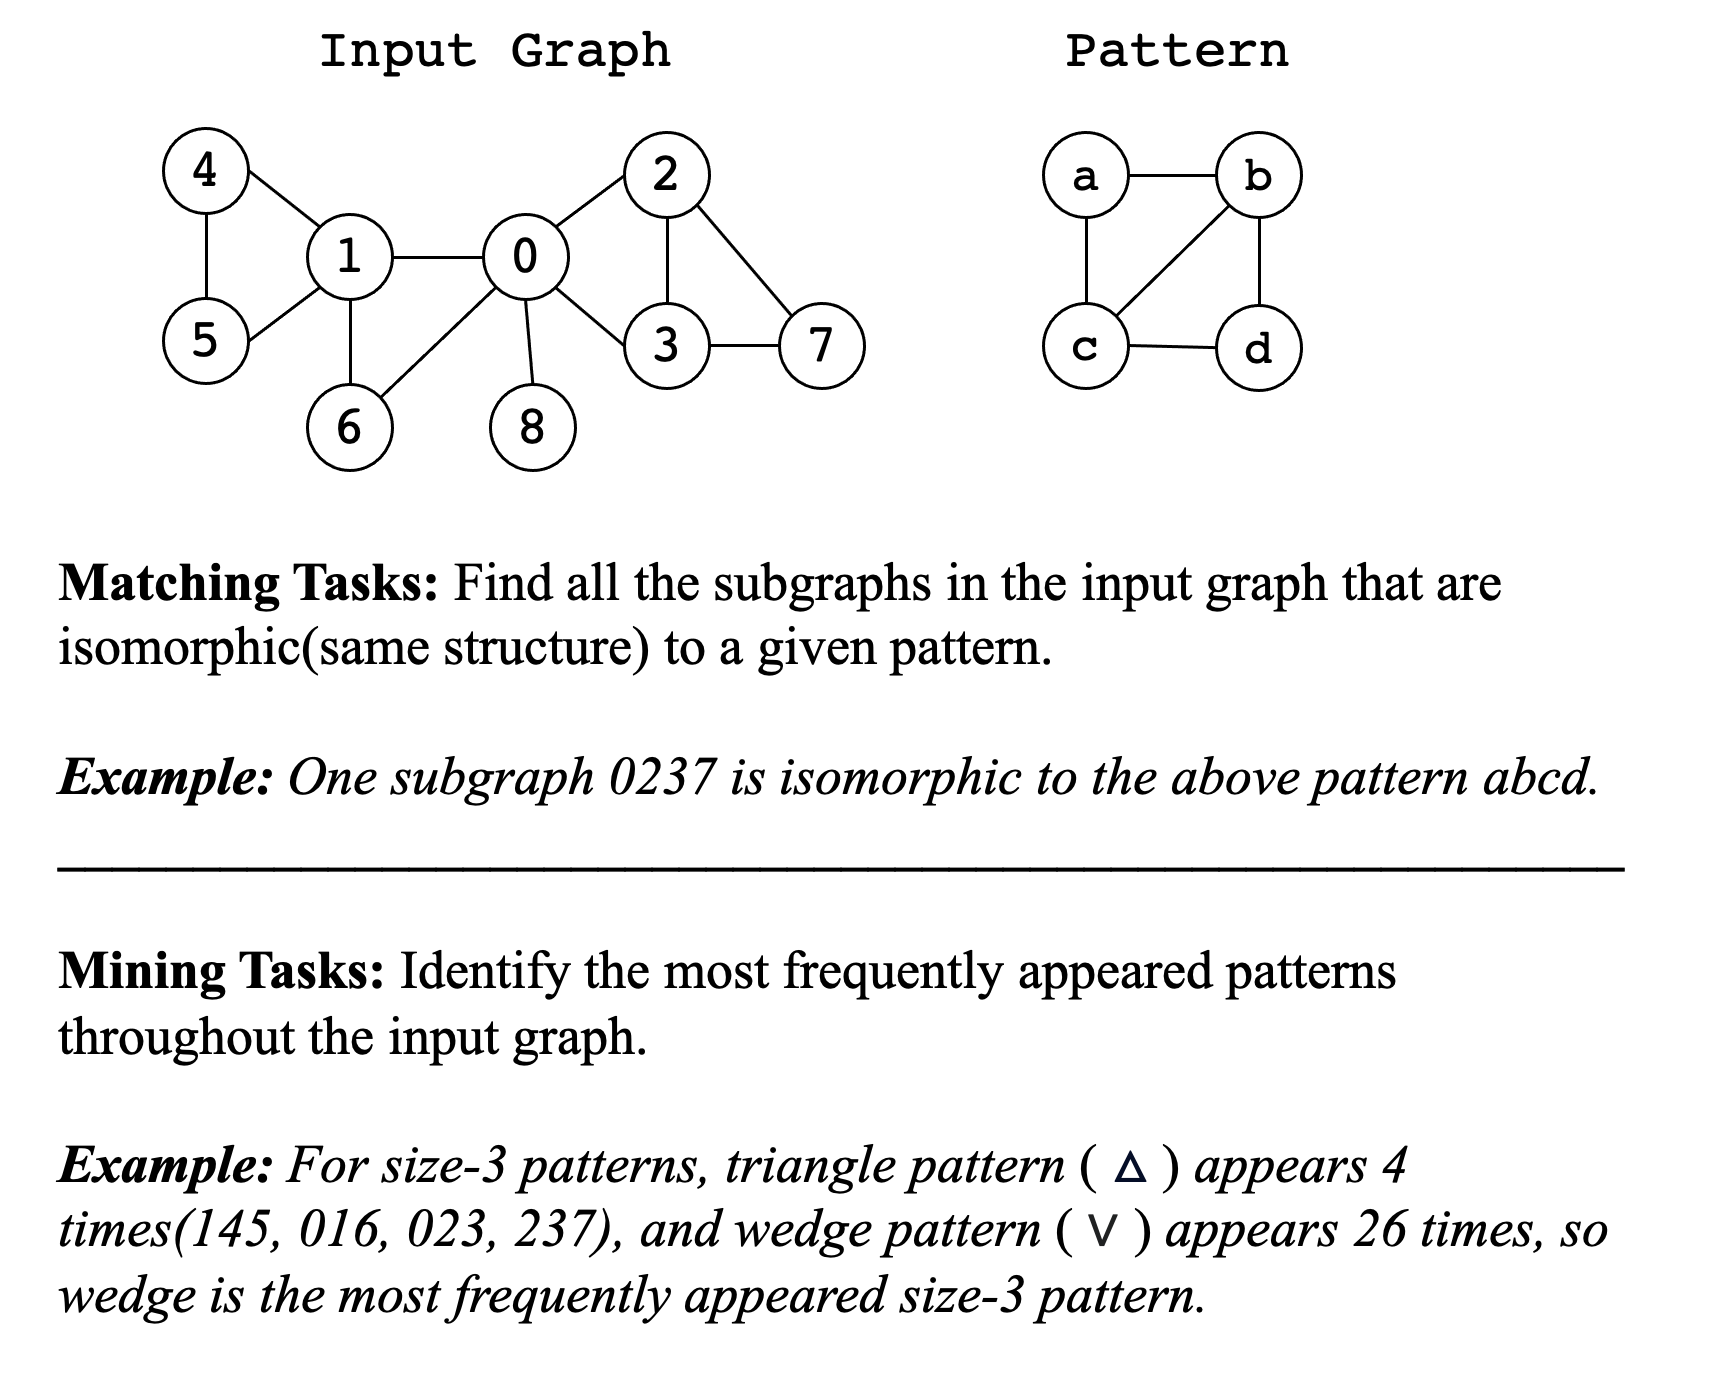 Input Graph
Pattern
4
2
a
b
1
0
5
3
7
c
d
6
8
Matching Tasks: Find all the subgraphs in the input graph that are
isomorphic(same structure) to a given pattern.
Example: One subgraph 0237 is isomorphic to the above pattern abcd.
Mining Tasks: Identify the most frequently appeared patterns
throughout the input graph.
Example: For size-3 patterns, triangle pattern ( △ ) appears 4
times(145, 016, 023, 237), and wedge pattern ( ∨ ) appears 26 times, so
wedge is the most frequently appeared size-3 pattern.